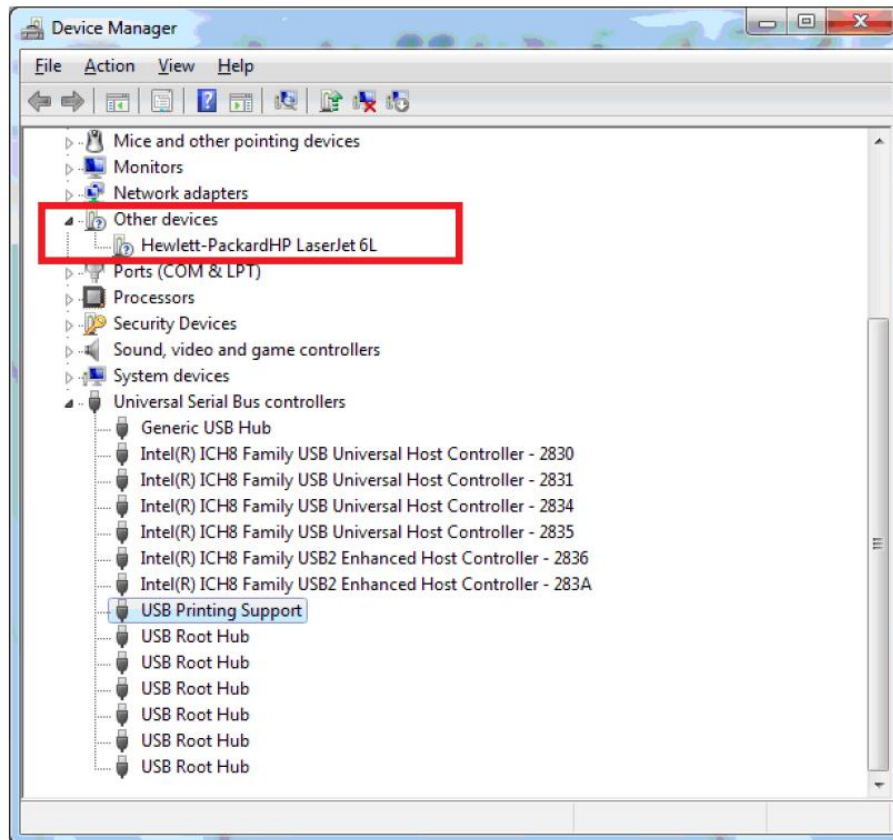 Device Manager
File Action View Help
Mice and other pointing devices
Monitors
Network adapters
Other devices
Hewlett-PackardHP LaserJet 6L
Ports (COM & LPT)
Processors
Security Devices
Sound, video and game controllers
System devices
Universal Serial Bus controllers
Generic USB Hub
Intel(R) ICH8 Family USB Universal Host Controller - 2830
Intel(R) ICH8 Family USB Universal Host Controller - 2831
Intel(R) ICH8 Family USB Universal Host Controller - 2834
Intel(R) ICH8 Family USB Universal Host Controller - 2835
Intel(R) ICH8 Family USB2 Enhanced Host Controller - 2836
Intel(R) ICH8 Family USB2 Enhanced Host Controller - 283A
USB Printing Support
USB Root Hub
USB Root Hub
USB Root Hub
USB Root Hub
USB Root Hub
USB Root Hub